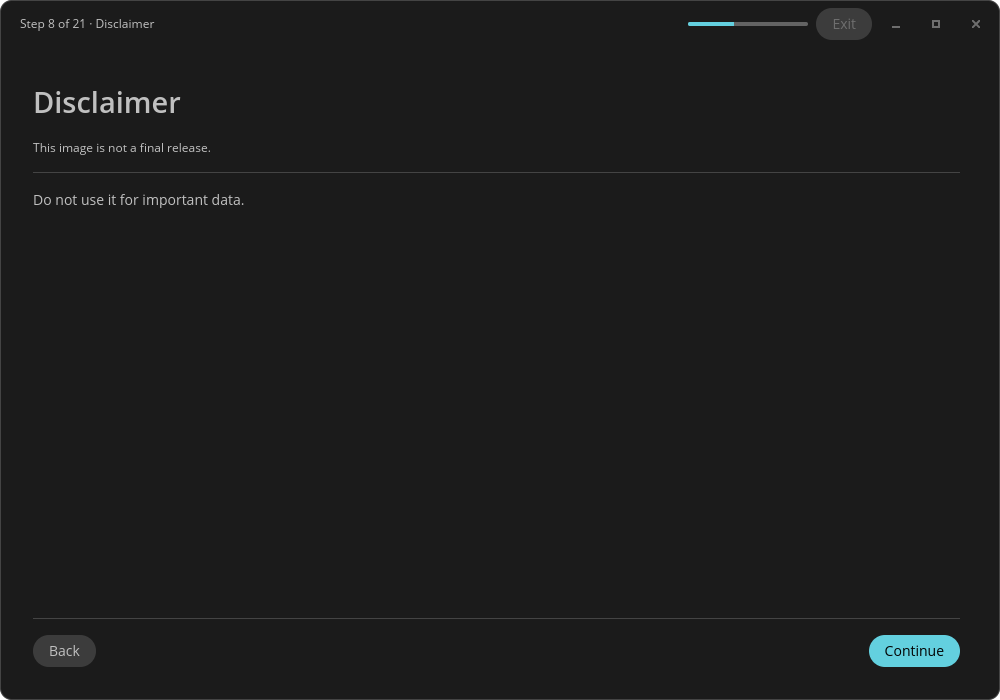 Step 8 of 21 · Disclaimer
Exit
Disclaimer
This image is not a final release.
Do not use it for important data.
Back
Continue